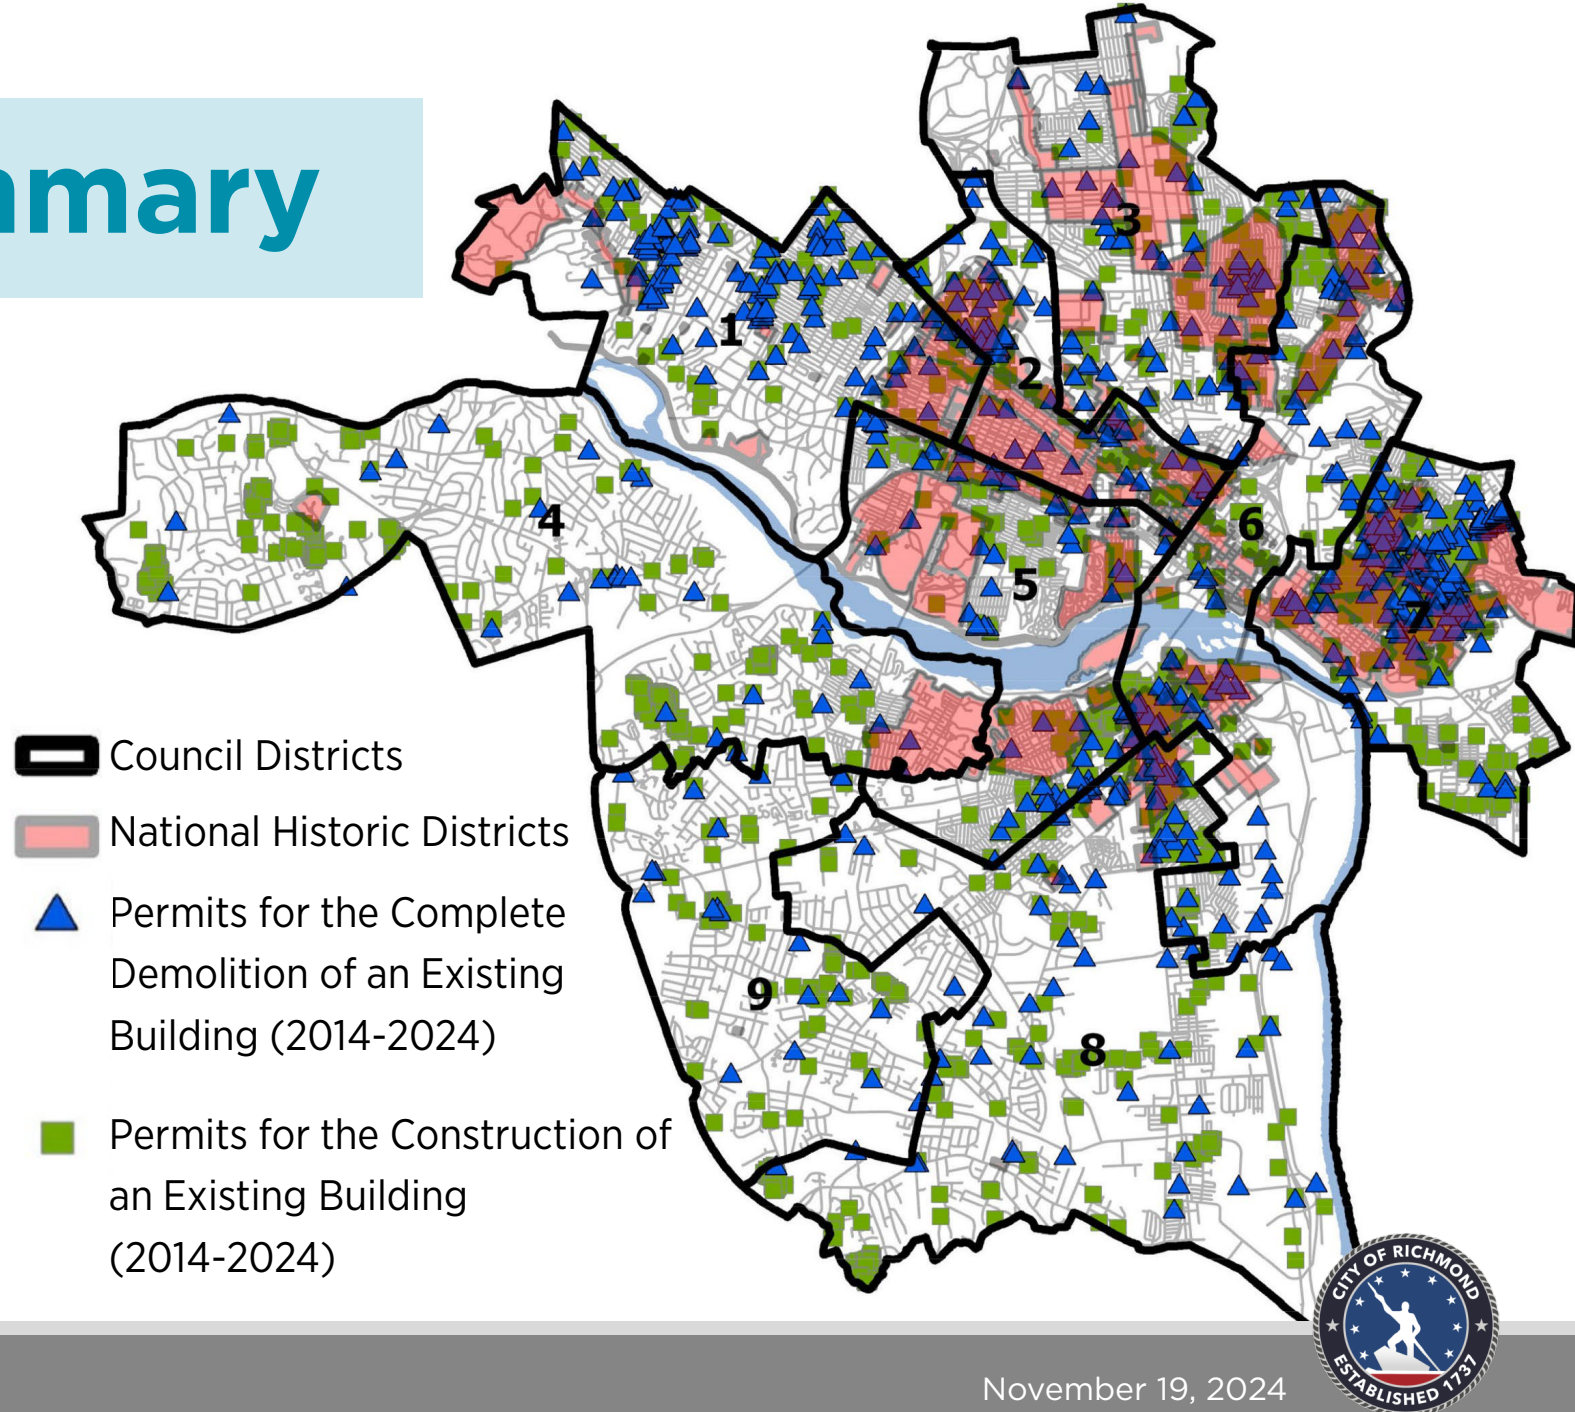 mmary
3
1
2
4
6
5
7
Council Districts
National Historic Districts
Permits for the Complete
Demolition of an Existing
Building (2014-2024)
9
8
Permits for the Construction of
an Existing Building
(2014-2024)
CITY OF RICHMOND
ESTABLISHED 1737
November 19, 2024